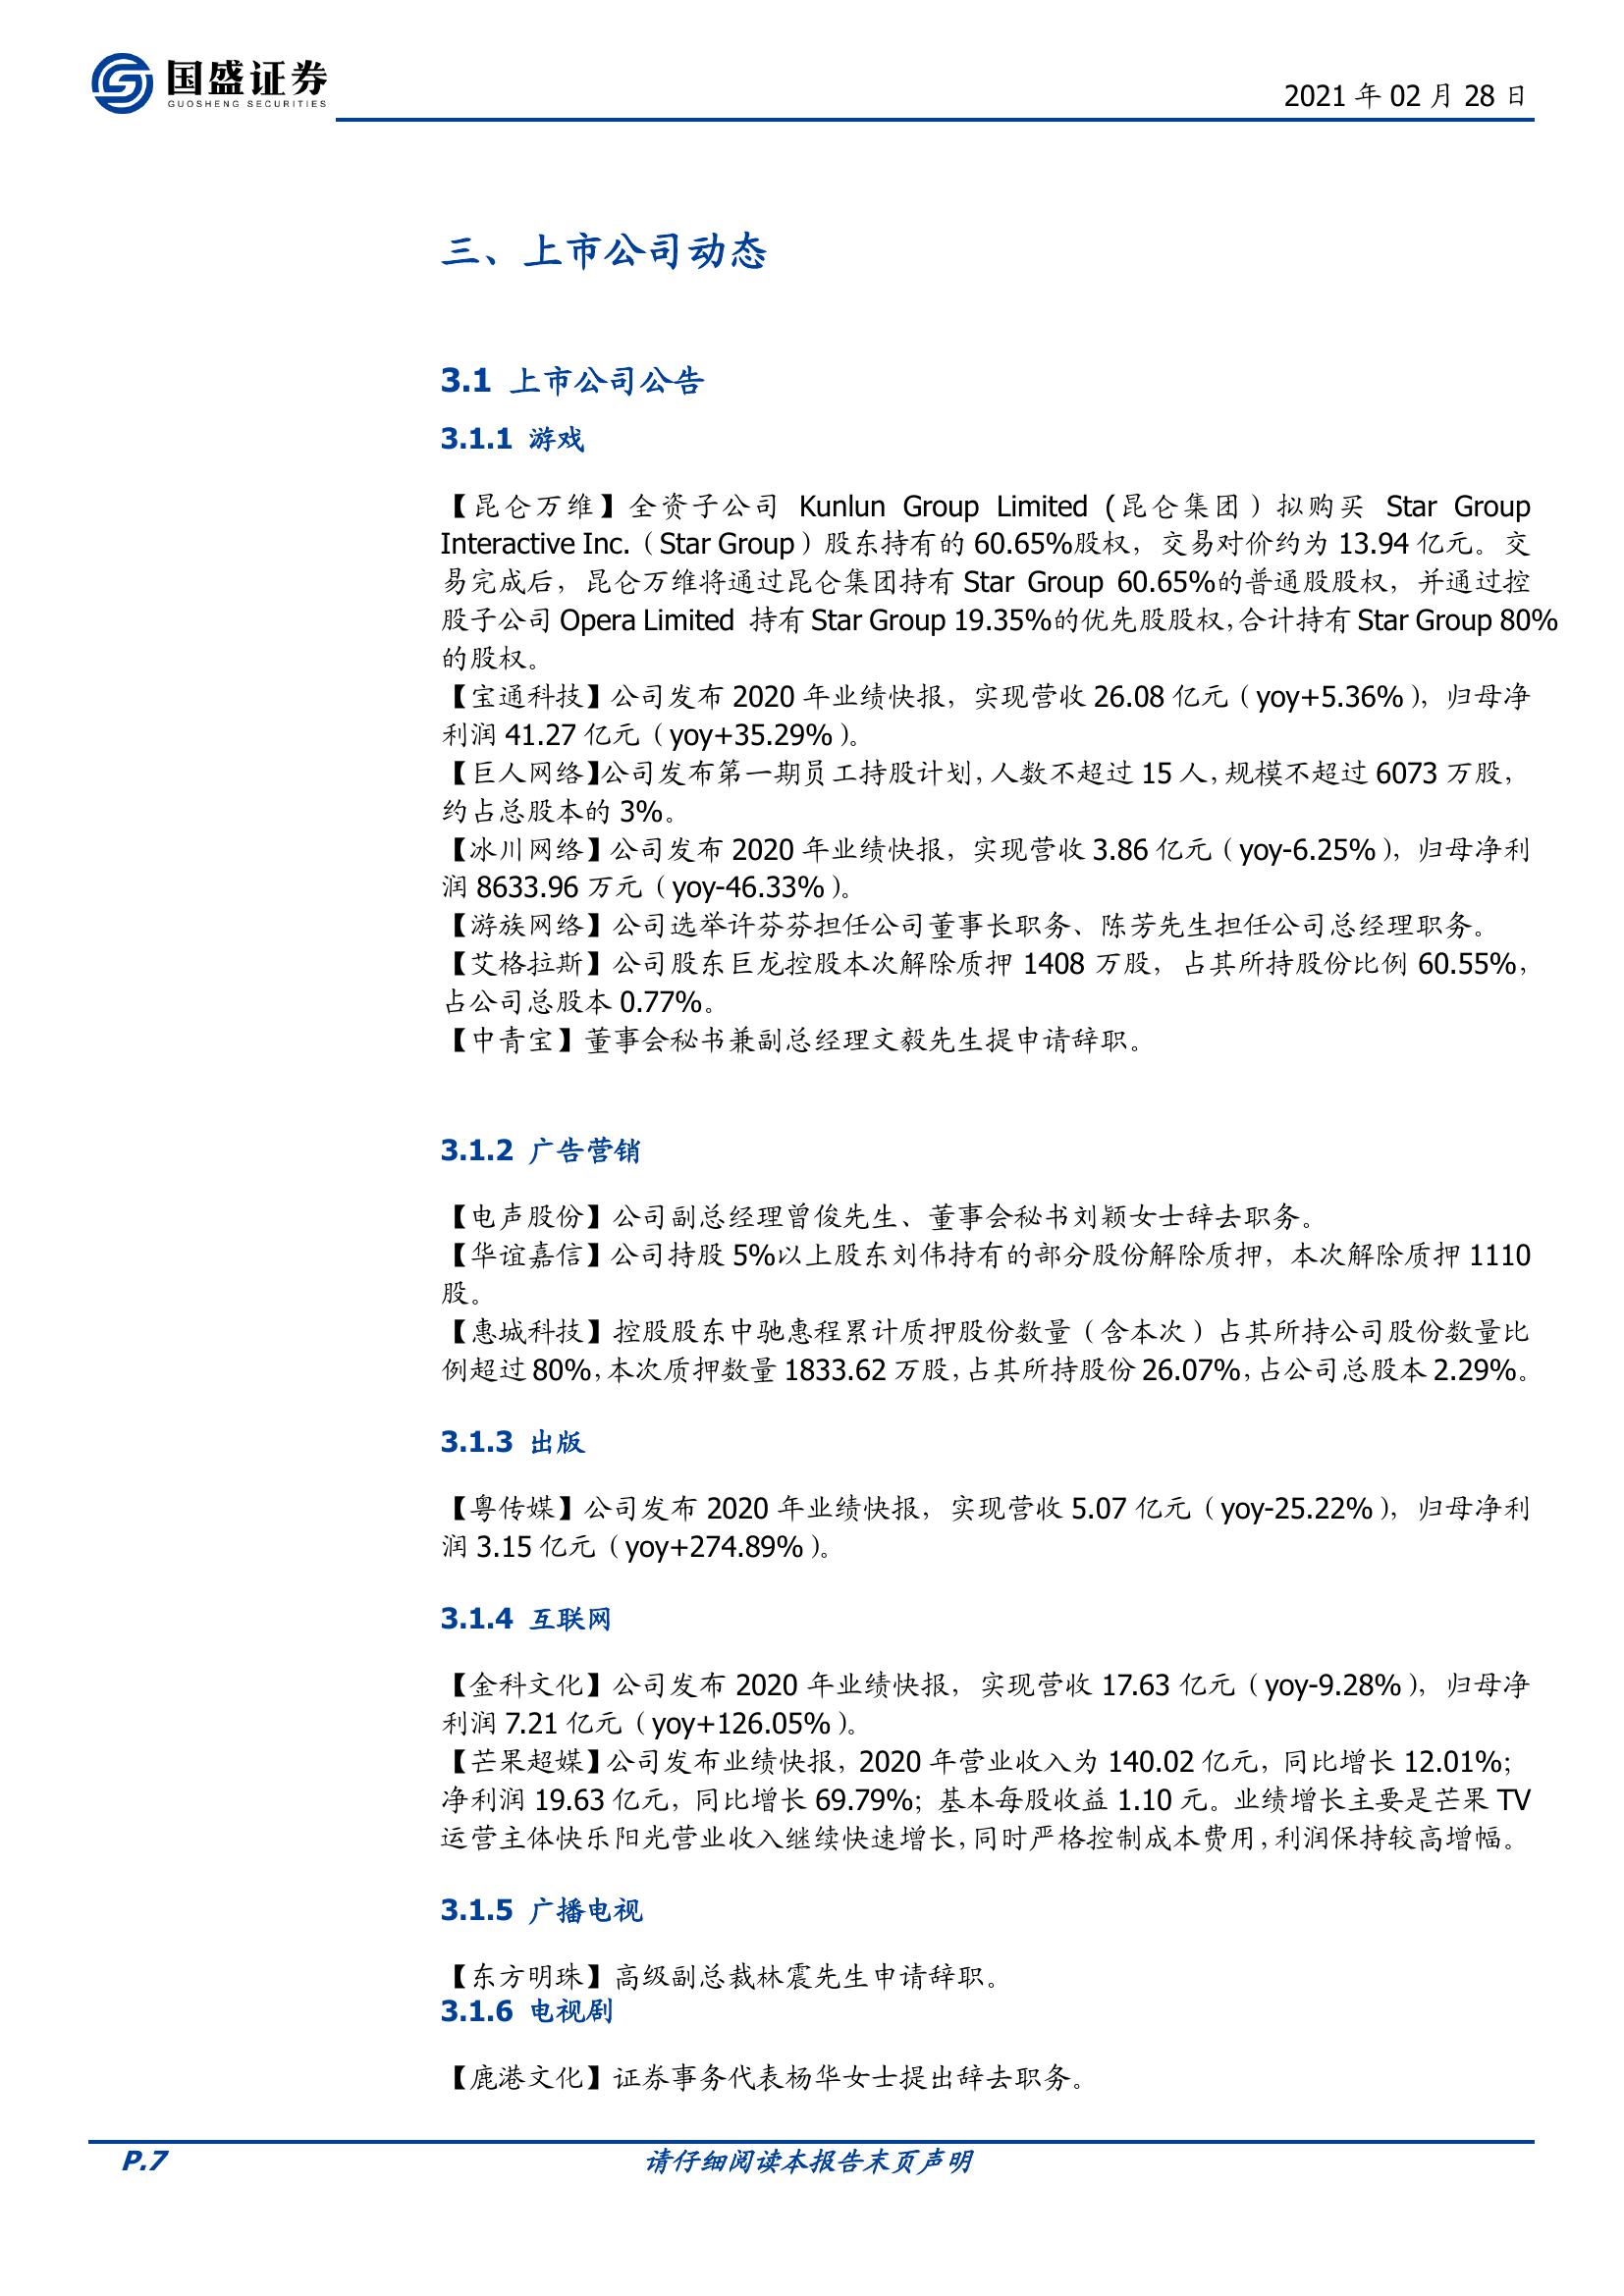 国盛证券
GUOSHENG SECURITIES
2021 年 02 月 28 日
三、上市公司动态
3.1 上市公司公告
3.1.1 游戏
【昆仑万维】全资子公司 Kunlun Group Limited (昆仑集团）拟购买 Star Group
Interactive Inc.（Star Group）股东持有的 60.65%股权，交易对价约为 13.94 亿元。交
易完成后，昆仑万维将通过昆仑集团持有 Star Group 60.65%的普通股股权，并通过控
股子公司 Opera Limited 持有 Star Group 19.35%的优先股股权，合计持有 Star Group 80%
的股权。
【宝通科技】公司发布 2020 年业绩快报，实现营收 26.08 亿元（yoy+5.36%），归母净
利润 41.27 亿元（yoy+35.29%）。
【巨人网络】公司发布第一期员工持股计划，人数不超过 15 人，规模不超过 6073 万股，
约占总股本的 3%。
【冰川网络】公司发布 2020 年业绩快报，实现营收 3.86 亿元（yoy-6.25%），归母净利
润 8633.96 万元（yoy-46.33%）。
【游族网络】公司选举许芬芬担任公司董事长职务、陈芳先生担任公司总经理职务。
【艾格拉斯】公司股东巨龙控股本次解除质押 1408 万股，占其所持股份比例 60.55%，
占公司总股本 0.77%。
【中青宝】董事会秘书兼副总经理文毅先生提申请辞职。
3.1.2 广告营销
【电声股份】公司副总经理曾俊先生、董事会秘书刘颖女士辞去职务。
【华谊嘉信】公司持股 5%以上股东刘伟持有的部分股份解除质押，本次解除质押 1110
股。
【惠城科技】控股股东中驰惠程累计质押股份数量（含本次）占其所持公司股份数量比
例超过 80%，本次质押数量 1833.62 万股，占其所持股份 26.07%，占公司总股本 2.29%。
3.1.3 出版
【粤传媒】公司发布 2020 年业绩快报，实现营收 5.07 亿元（yoy-25.22%），归母净利
润 3.15 亿元（yoy+274.89%）。
3.1.4 互联网
【金科文化】公司发布 2020 年业绩快报，实现营收 17.63 亿元（yoy-9.28%），归母净
利润 7.21 亿元（yoy+126.05%）。
【芒果超媒】公司发布业绩快报，2020 年营业收入为 140.02 亿元，同比增长 12.01%；
净利润 19.63 亿元，同比增长 69.79%；基本每股收益 1.10 元。业绩增长主要是芒果 TV
运营主体快乐阳光营业收入继续快速增长，同时严格控制成本费用，利润保持较高增幅。
3.1.5 广播电视
【东方明珠】高级副总裁林震先生申请辞职。
3.1.6 电视剧
【鹿港文化】证券事务代表杨华女士提出辞去职务。
P.7
请仔细阅读本报告末页声明